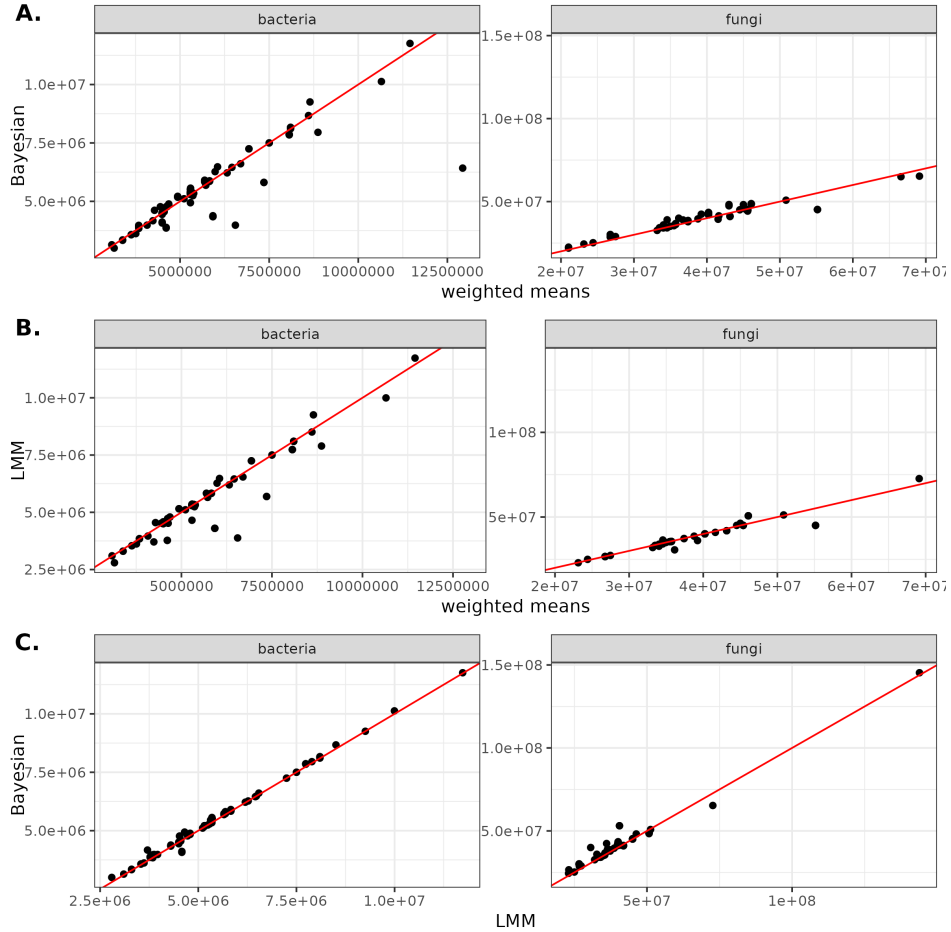 A.
bacteria
fungi
1.5e+08
1.0e+07
1.0e+08
7.5e+06
Bayesian
5.0e+06
5.0e+07
5000000 7500000 10000000 12500000
2e+07 3e+07 4e+07 5e+07 6e+07 7e+07
weighted means
B.
bacteria
fungi
1.0e+07
1e+08
7.5e+06
LMM
5.0e+06
5e+07
2.5e+06
5000000 7500000 10000000 12500000
2e+07 3e+07 4e+07 5e+07 6e+07 7e+07
weighted means
C.
bacteria
fungi
1.5e+08
1.0e+07
1.0e+08
7.5e+06
Bayesian
5.0e+06
5.0e+07
2.5e+06 5.0e+06 7.5e+06 1.0e+07
5e+07 1e+08
LMM